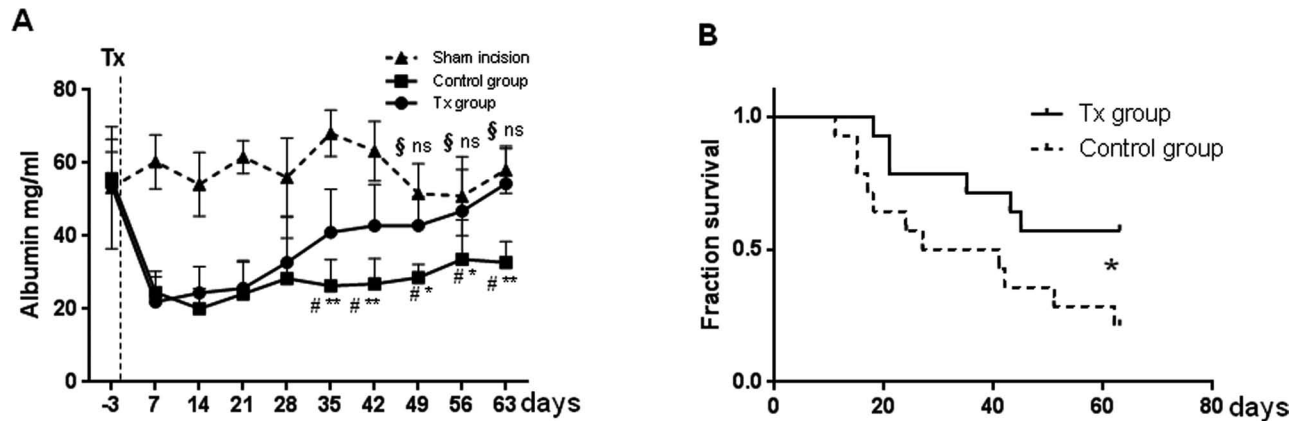 A
Tx
Sham incision
Control group
Tx group
Albumin mg/ml
80
60
40
20
0
§ ns
§ ns
§ ns
# **
# **
# *
# *
# **
-3 7 14 21 28 35 42 49 56 63 days
B
Tx group
Control group
Fraction survival
1.0
0.5
0.0
*
0 20 40 60 80 days